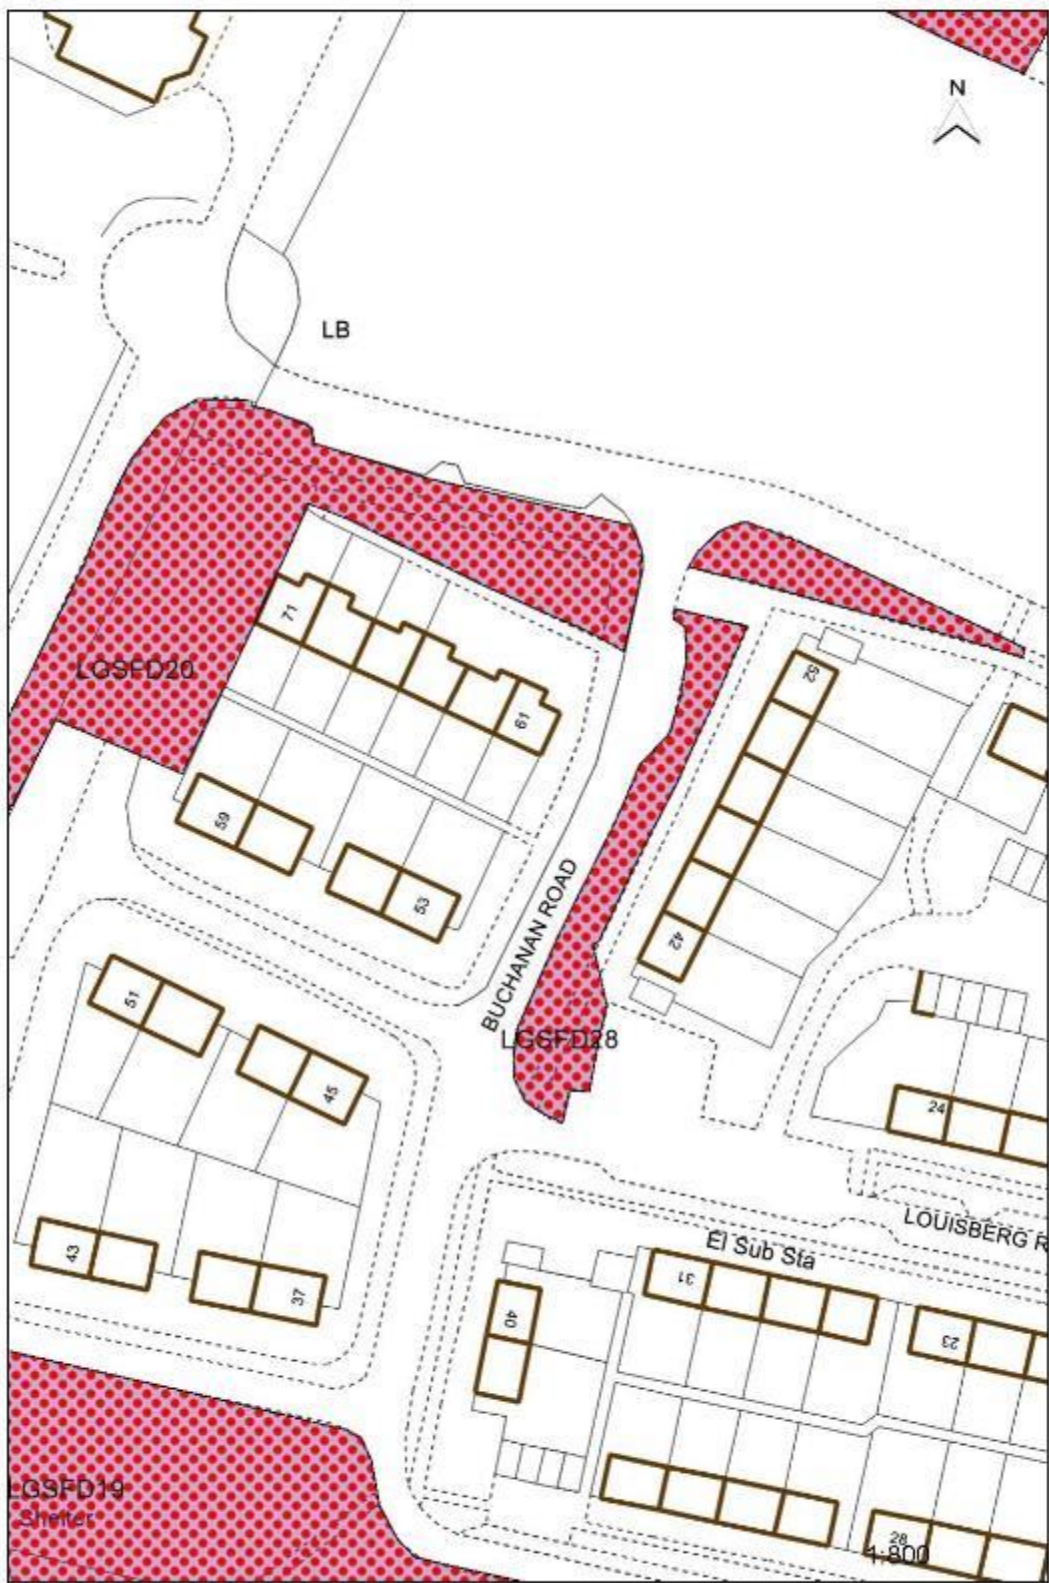 N
LB
71
LGSFD20
52
61
59
53
42
BUCHANAN ROAD
51
LGSFD28
45
24
LOUISBERG R
43
El Sub Sta
31
37
40
23
LGSFD19
Shelter
28
1:800